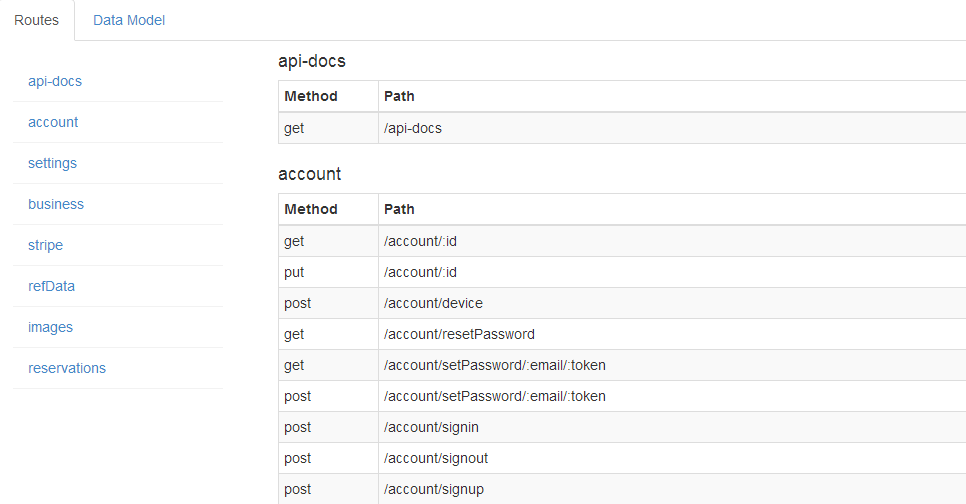 Routes Data Model
api-docs
account
settings
business
stripe
refData
images
reservations
api-docs
Method Path
get /api-docs
account
Method Path
get /account/:id
put /account/:id
post /account/device
get /account/resetPassword
get /account/setPassword/:email/:token
post /account/setPassword/:email/:token
post /account/signin
post /account/signout
post /account/signup